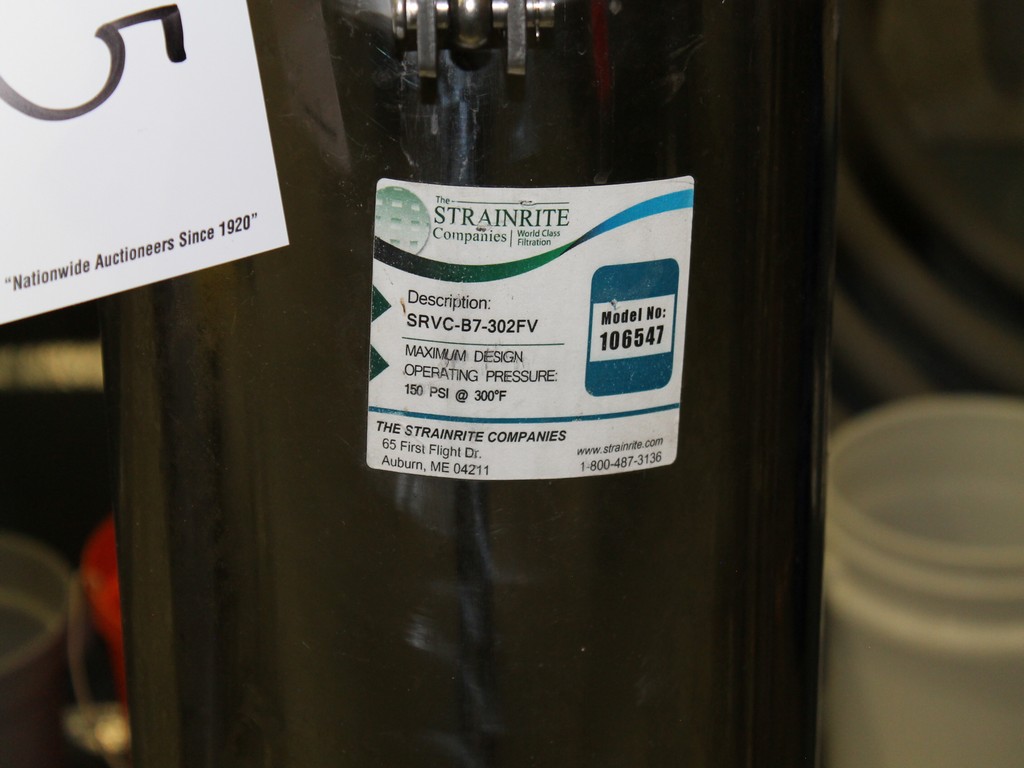 5
"Nationwide Auctioneers Since 1920"
The
STRAINRITE
Companies | World Class
Filtration
Description:
SRVC-B7-302FV
MAXIMUM DESIGN
OPERATING PRESSURE:
150 PSI @ 300°F
Model No:
106547
THE STRAINRITE COMPANIES
65 First Flight Dr.
Auburn, ME 04211
www.strainrite.com
1-800-487-3136